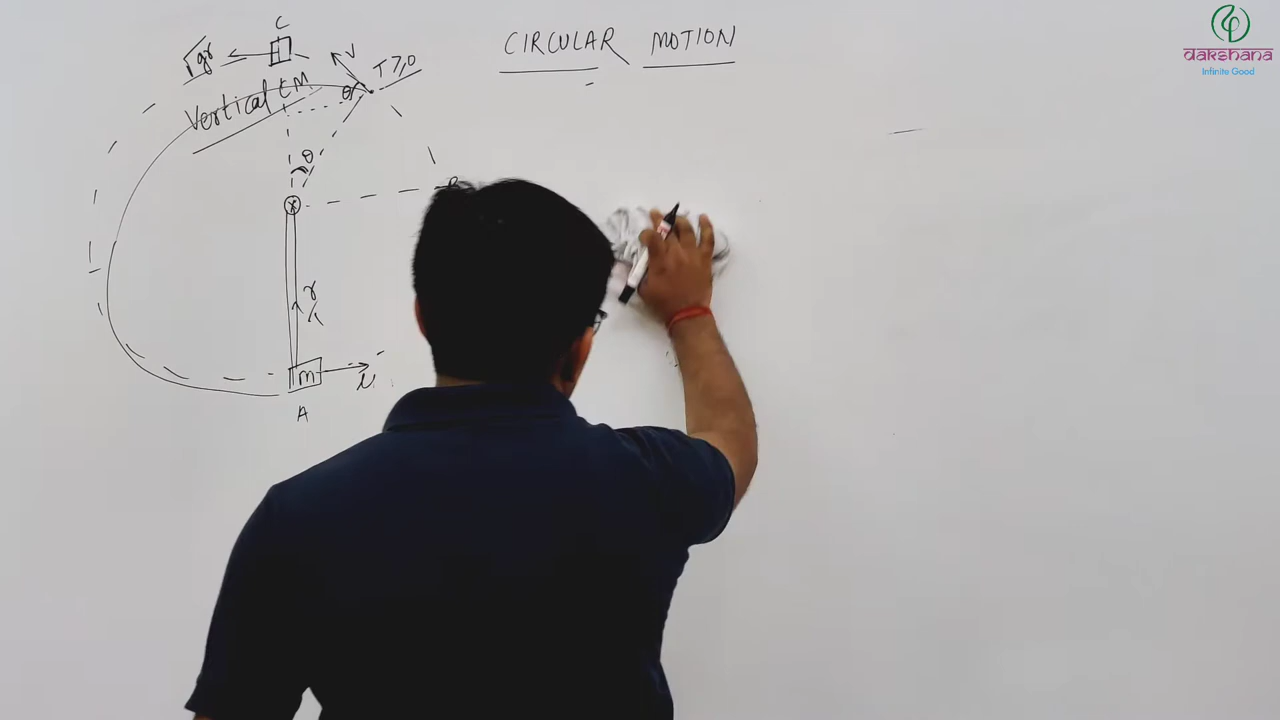 CIRCULAR MOTION
Vertical CM
C
√gr
V
T≥0
θ
θ
B
r
m
u
A
dakshana
Infinite Good